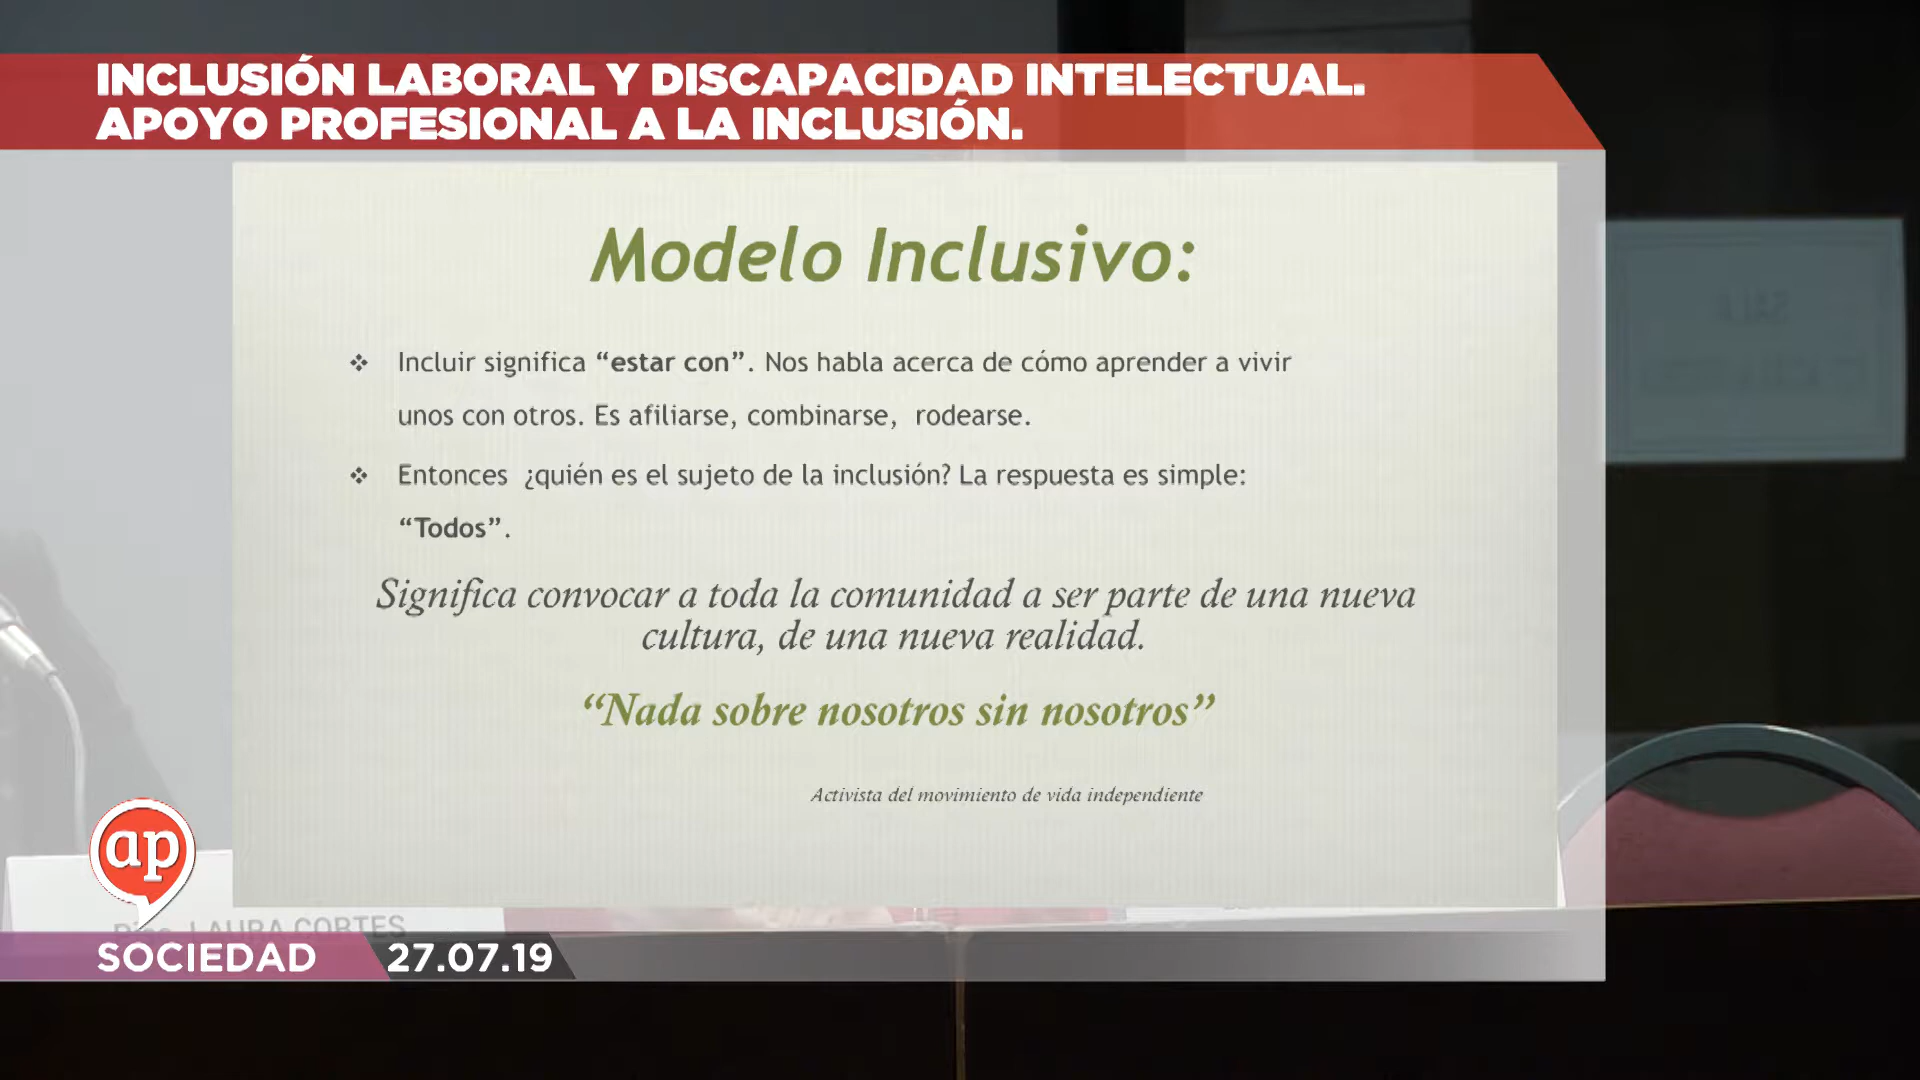 INCLUSIÓN LABORAL Y DISCAPACIDAD INTELECTUAL.
APOYO PROFESIONAL A LA INCLUSIÓN.
Modelo Inclusivo:
❖ Incluir significa “estar con”. Nos habla acerca de cómo aprender a vivir
unos con otros. Es afiliarse, combinarse, rodearse.
❖ Entonces ¿quién es el sujeto de la inclusión? La respuesta es simple:
“Todos”.
Significa convocar a toda la comunidad a ser parte de una nueva
cultura, de una nueva realidad.
“Nada sobre nosotros sin nosotros”
Activista del movimiento de vida independiente
SALA
ap
LAURA CORTES
SOCIEDAD 27.07.19